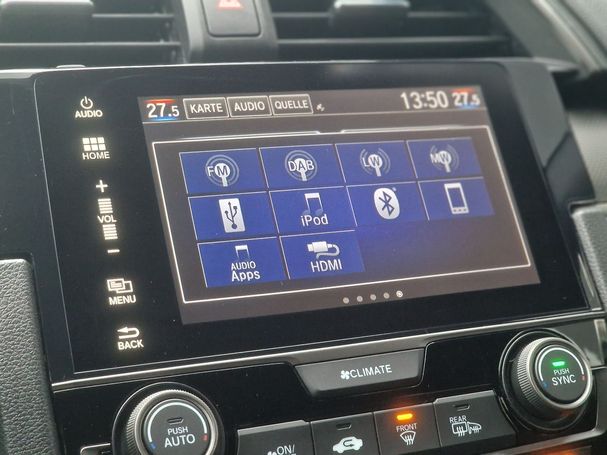 AUDIO
HOME
+
VOL
−
MENU
BACK
27.5 KARTE AUDIO QUELLE 13:50 27.5
FM DAB LW MW
iPod
AUDIO Apps HDMI
CLIMATE
PUSH
AUTO
ON/
FRONT
REAR
PUSH
SYNC